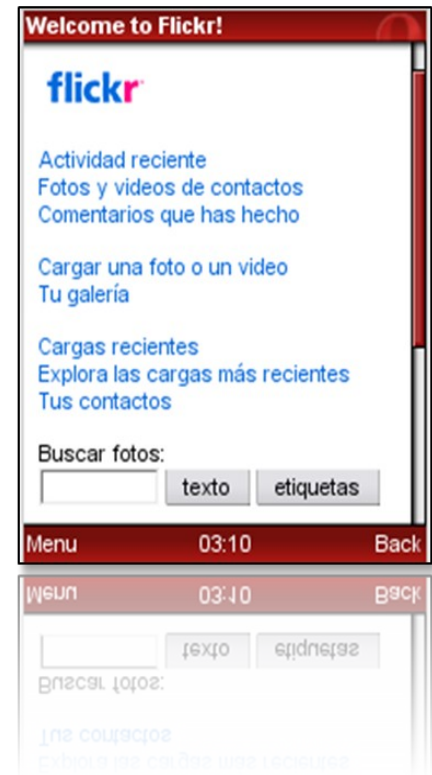 Welcome to Flickr!
flickr
Actividad reciente
Fotos y videos de contactos
Comentarios que has hecho
Cargar una foto o un video
Tu galería
Cargas recientes
Explora las cargas más recientes
Tus contactos
Buscar fotos:
texto etiquetas
Menu 03:10 Back